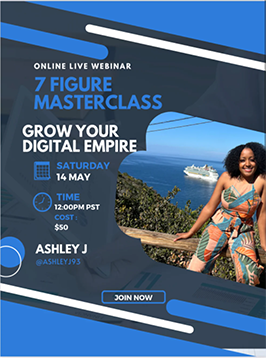 ONLINE LIVE WEBINAR
7 FIGURE
MASTERCLASS
GROW YOUR
DIGITAL EMPIRE
SATURDAY
14 MAY
TIME
12:00PM PST
COST :
$50
ASHLEY J
@ASHLEYJ93
JOIN NOW